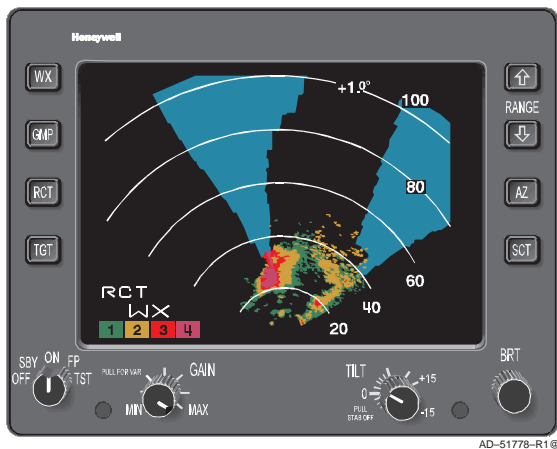 Honeywell
WX
GMP
RCT
TGT
RANGE
AZ
SCT
+1.0°
100
80
60
40
20
RCT
WX
1 2 3 4
SBY ON FP
OFF TST
PULL FOR VAR
GAIN
MIN MAX
TILT
+15
0
PULL
STAB OFF
-15
BRT
AD–51778–R1@